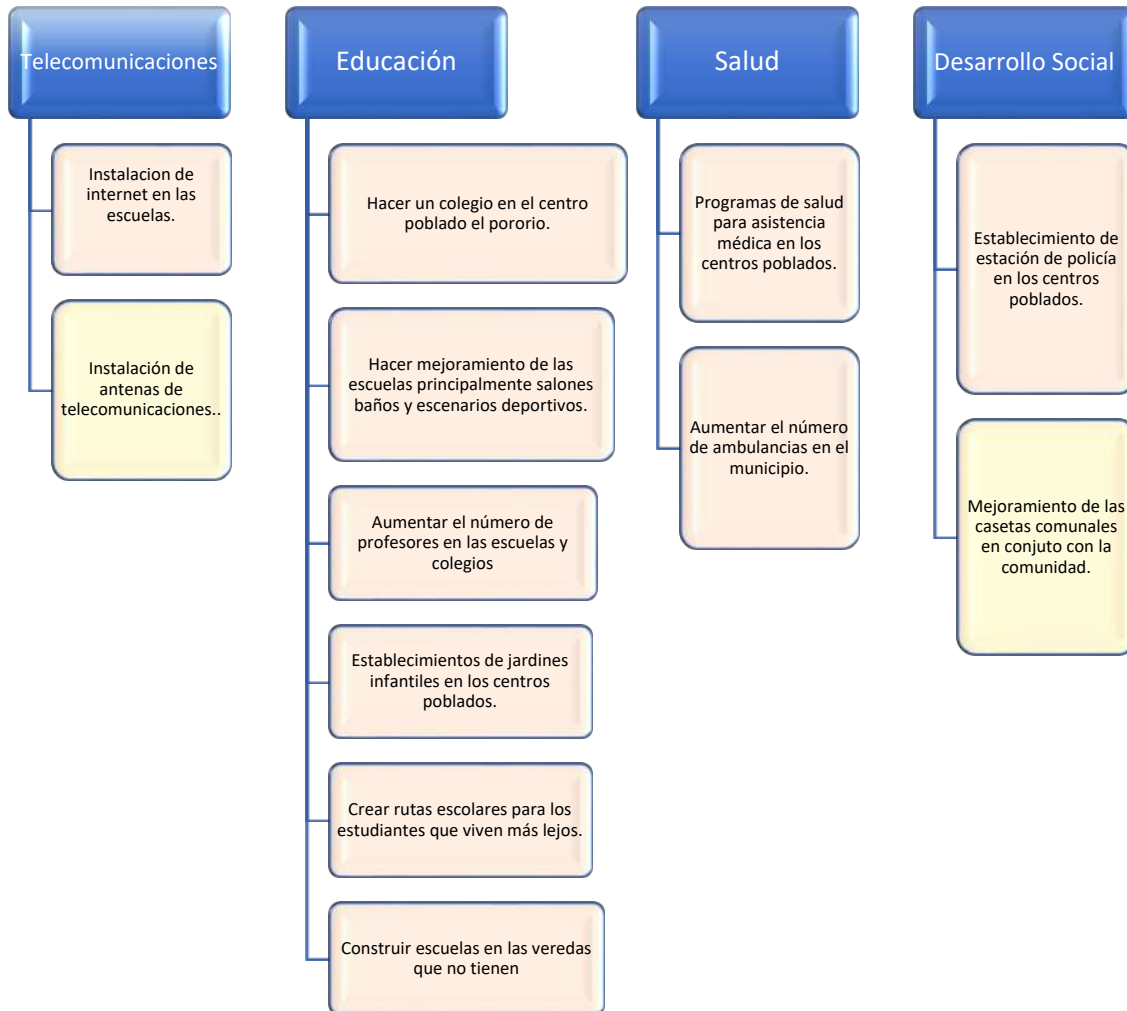 Telecomunicaciones
Instalacion de
internet en las
escuelas.
Instalación de
antenas de
telecomunicaciones..
Educación
Hacer un colegio en el centro
poblado el pororio.
Hacer mejoramiento de las
escuelas principalmente salones
baños y escenarios deportivos.
Aumentar el número de
profesores en las escuelas y
colegios
Establecimientos de jardines
infantiles en los centros
poblados.
Crear rutas escolares para los
estudiantes que viven más lejos.
Construir escuelas en las veredas
que no tienen
Salud
Programas de salud
para asistencia
médica en los
centros poblados.
Aumentar el número
de ambulancias en el
municipio.
Desarrollo Social
Establecimiento de
estación de policía
en los centros
poblados.
Mejoramiento de las
casetas comunales
en conjuto con la
comunidad.